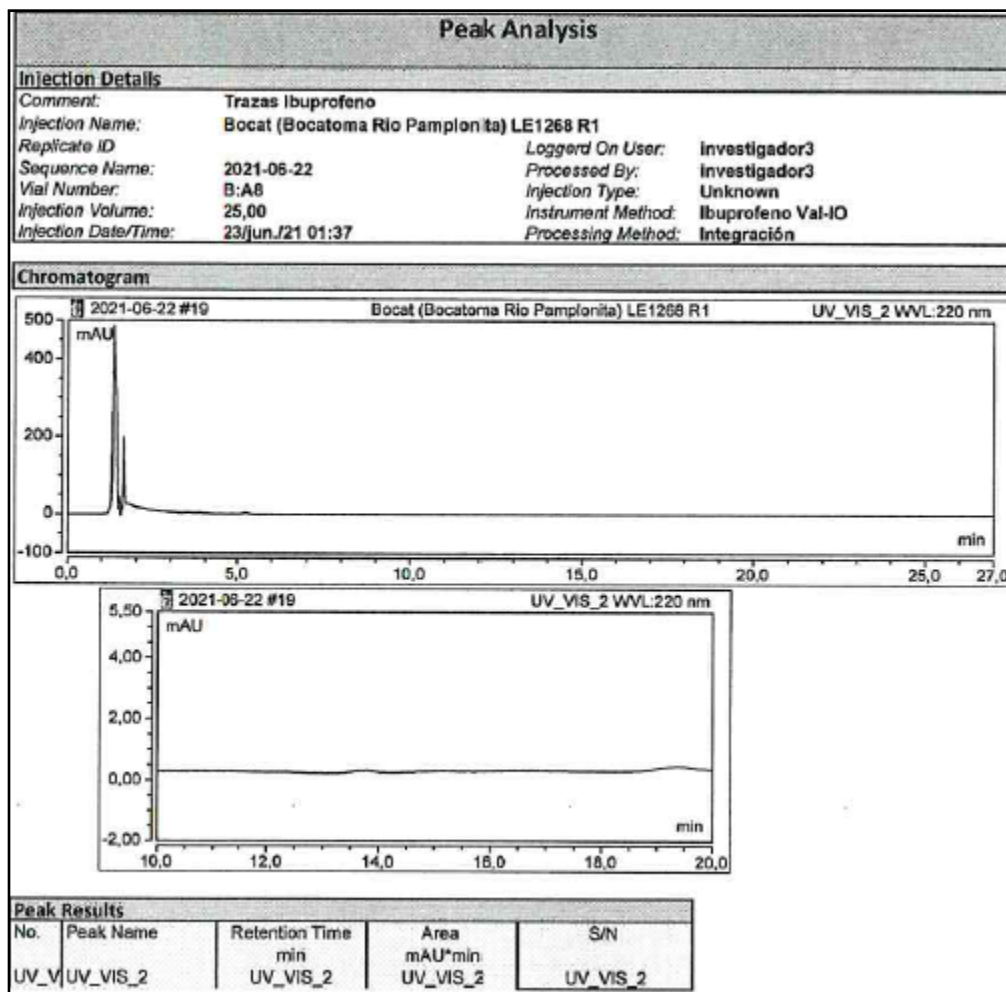 Peak Analysis
Injection Details
Comment: Trazas Ibuprofeno
Injection Name: Bocat (Bocatoma Rio Pamplonita) LE1268 R1
Replicate ID Loggerd On User: investigador3
Sequence Name: 2021-06-22 Processed By: investigador3
Vial Number: B:A8 Injection Type: Unknown
Injection Volume: 25,00 Instrument Method: Ibuprofeno Val-IO
Injection Date/Time: 23/jun./21 01:37 Processing Method: Integración
Chromatogram
2021-06-22 #19 Bocat (Bocatoma Rio Pamplonita) LE1268 R1 UV_VIS_2 WVL:220 nm
500
mAU
400
200
0
-100
min
0,0 5,0 10,0 15,0 20,0 25,0 27,0
2021-06-22 #19 UV_VIS_2 WVL:220 nm
5,50
mAU
4,00
2,00
0,00
-2,00
min
10,0 12,0 14,0 16,0 18,0 20,0
Peak Results
No. Peak Name Retention Time Area S/N
min mAU*min
UV_V UV_VIS_2 UV_VIS_2 UV_VIS_2 UV_VIS_2